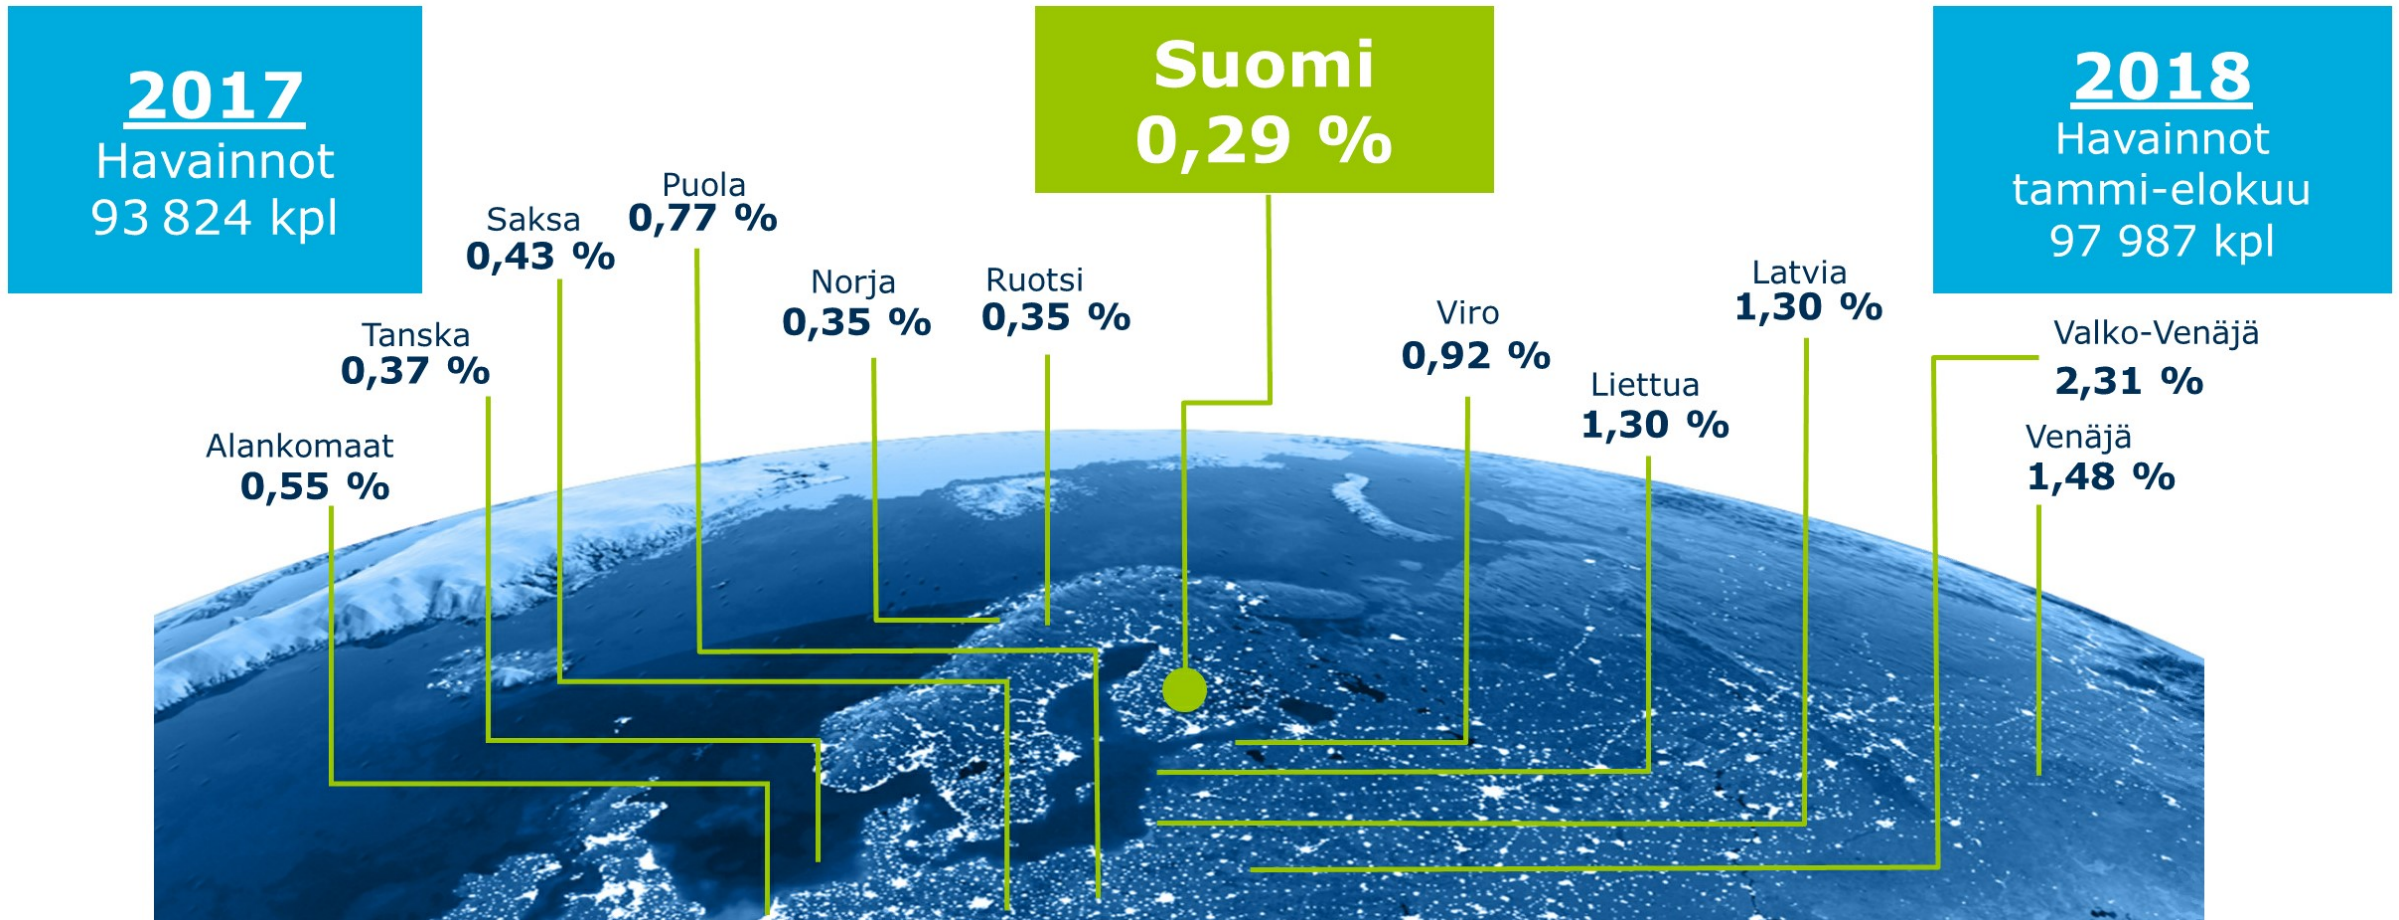 2017
Havainnot
93 824 kpl
Suomi
0,29 %
2018
Havainnot
tammi-elokuu
97 987 kpl
Alankomaat
0,55 %
Tanska
0,37 %
Saksa
0,43 %
Puola
0,77 %
Norja
0,35 %
Ruotsi
0,35 %
Viro
0,92 %
Liettua
1,30 %
Latvia
1,30 %
Valko-Venäjä
2,31 %
Venäjä
1,48 %